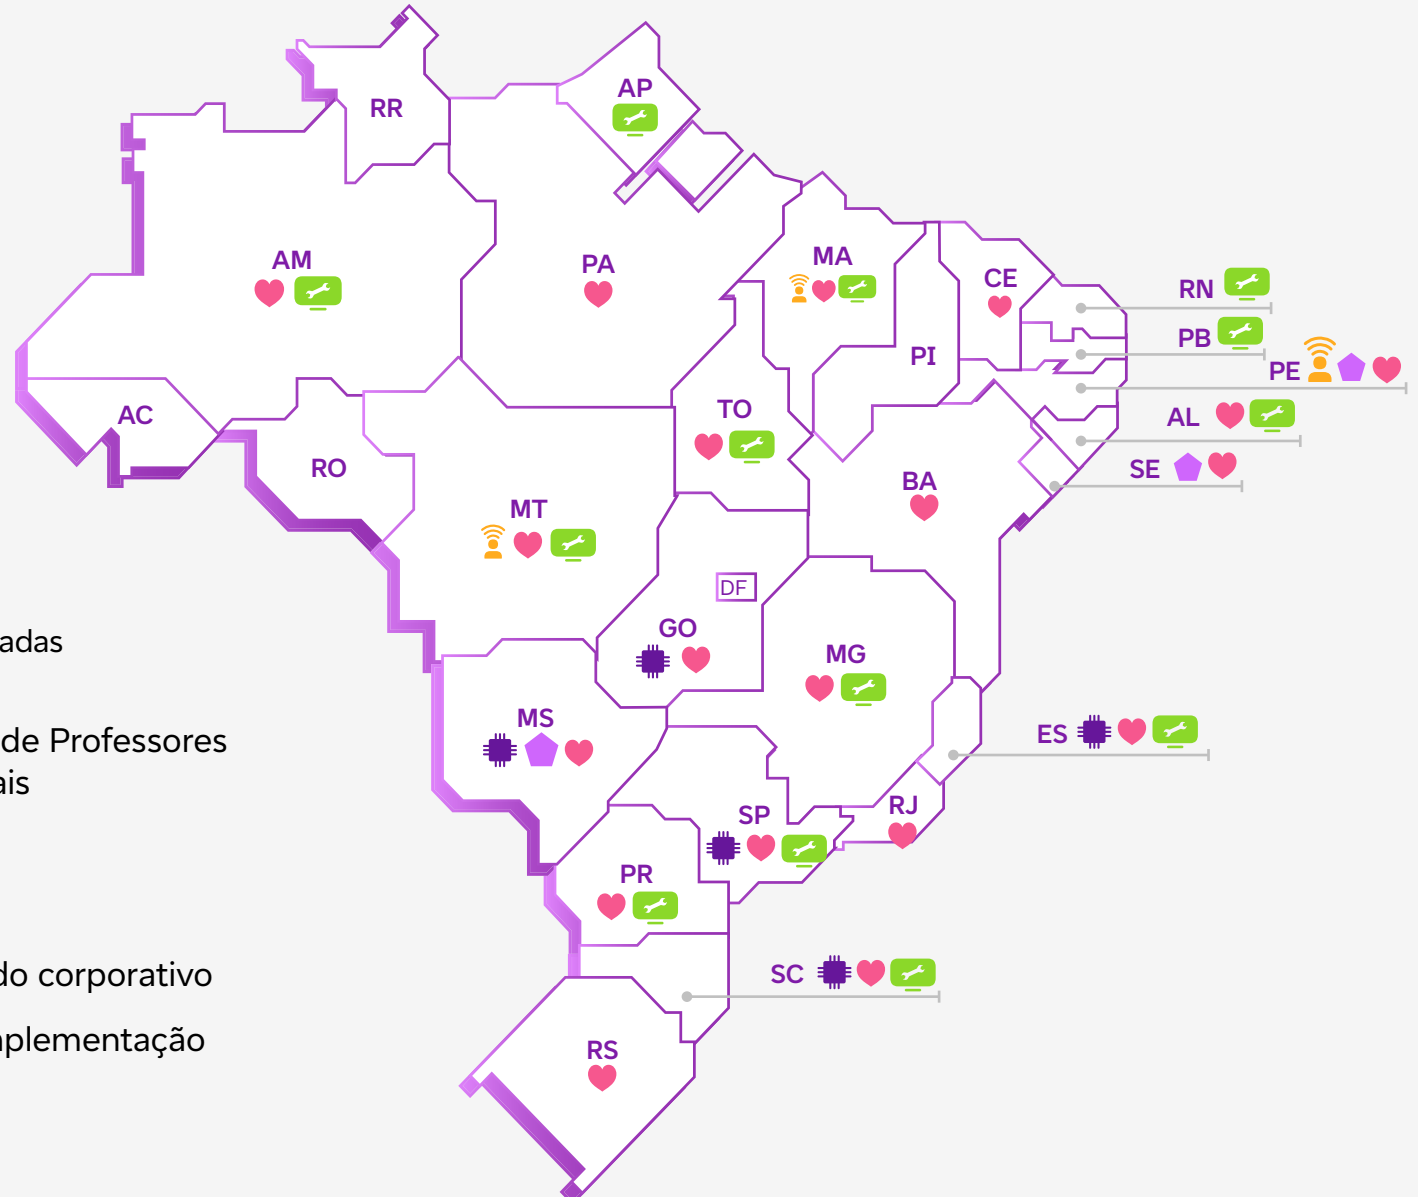 RR
AP
AM
PA
MA
CE
RN
PB
PI
PE
AC
TO
AL
RO
SE
BA
MT
DF
GO
adas
MG
MS
ES
de Professores
ais
RJ
SP
PR
do corporativo
SC
nplementação
RS